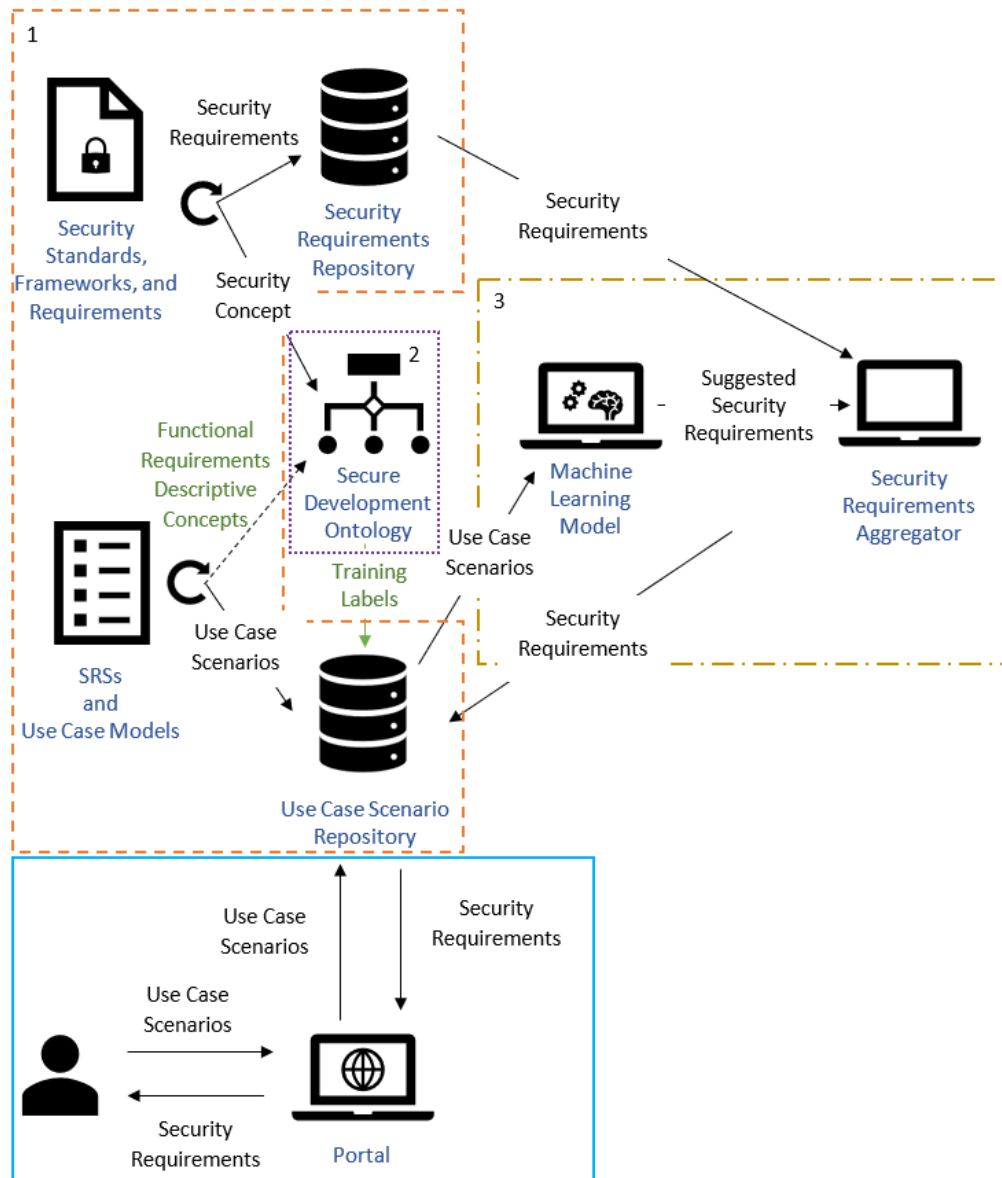 1
Security
Requirements
Security
Standards,
Frameworks, and
Requirements
Security
Requirements
Repository
Security
Concept
Security
Requirements
2
Secure
Development
Ontology
Functional
Requirements
Descriptive
Concepts
Training
Labels
SRSs
and
Use Case Models
Use Case
Scenarios
Use Case Scenario
Repository
3
Machine
Learning
Model
Suggested
Security
Requirements
Security
Requirements
Aggregator
Use Case
Scenarios
Security
Requirements
Use Case
Scenarios
Security
Requirements
Use Case
Scenarios
Security
Requirements
Portal